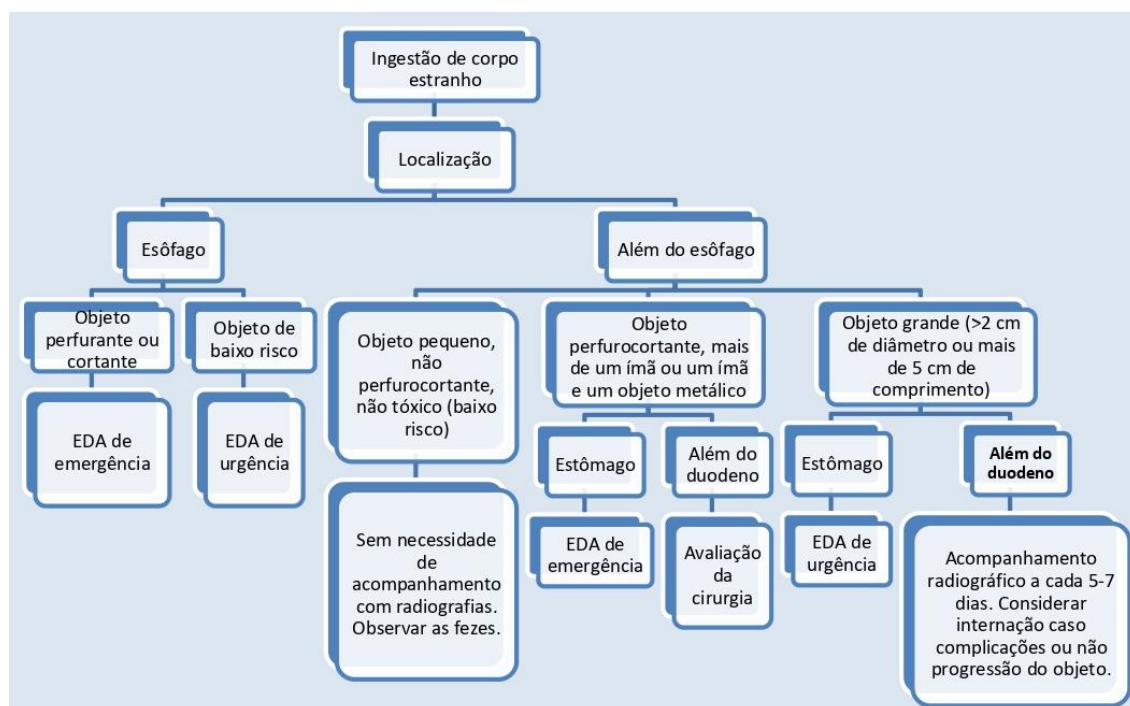 Ingestão de corpo
estranho
Localização
Esôfago
Além do esôfago
Objeto
perfurante ou
cortante
Objeto de
baixo risco
Objeto pequeno,
não
perfurocortante,
não tóxico (baixo
risco)
Objeto
perfurocortante, mais
de um ímã ou um ímã
e um objeto metálico
Objeto grande (>2 cm
de diâmetro ou mais
de 5 cm de
comprimento)
EDA de
emergência
EDA de
urgência
Sem necessidade
de
acompanhamento
com radiografias.
Observar as fezes.
Estômago
Além do
duodeno
Estômago
Além do
duodeno
EDA de
emergência
Avaliação
da
cirurgia
EDA de
urgência
Acompanhamento
radiográfico a cada 5-7
dias. Considerar
internação caso
complicações ou não
progressão do objeto.